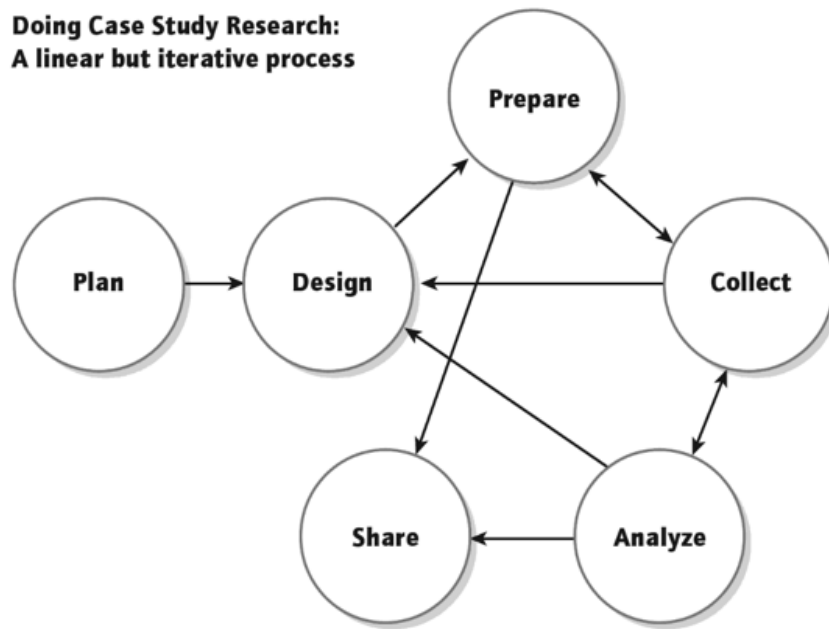 Doing Case Study Research:
A linear but iterative process
Prepare
Plan
Design
Collect
Share
Analyze